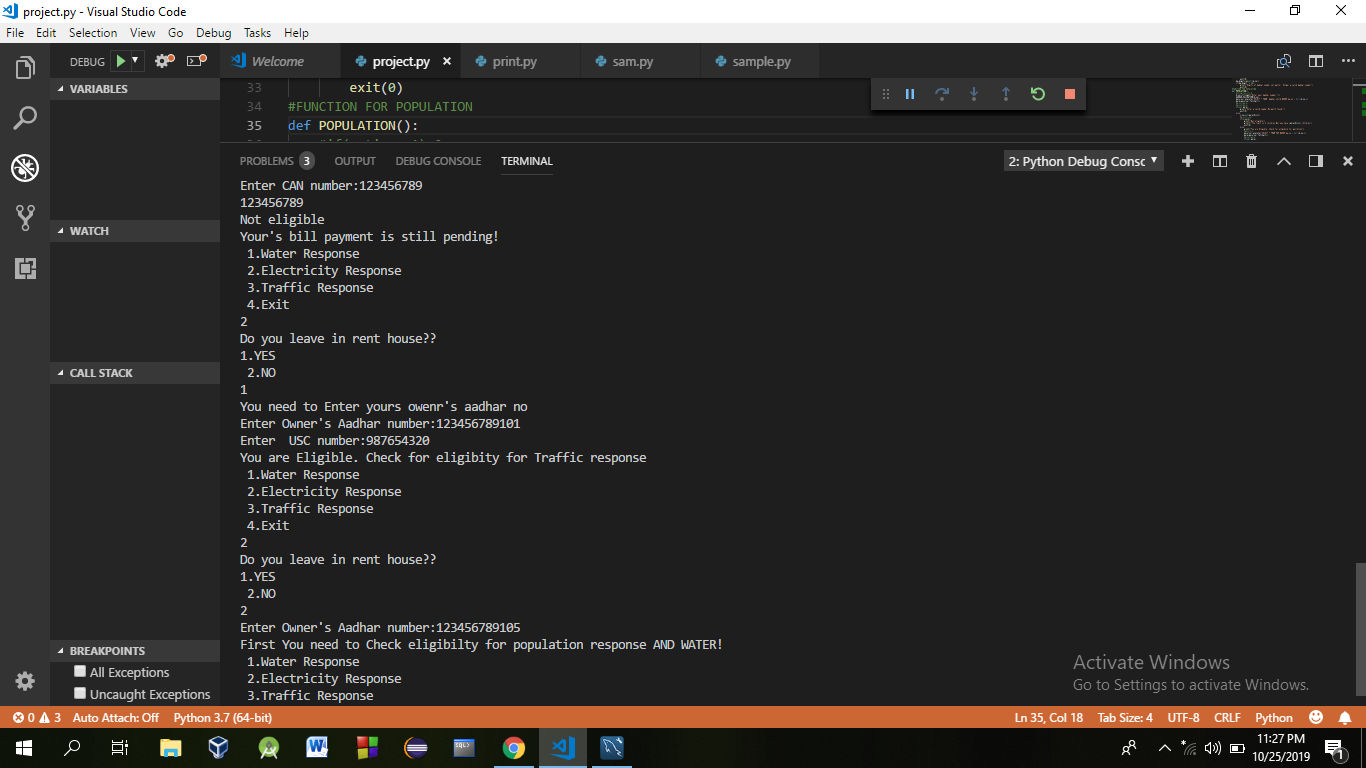 project.py - Visual Studio Code
File Edit Selection View Go Debug Tasks Help
DEBUG
Welcome project.py print.py sam.py sample.py
VARIABLES
WATCH
CALL STACK
BREAKPOINTS
All Exceptions
Uncaught Exceptions
33 exit(0)
34 #FUNCTION FOR POPULATION
35 def POPULATION():
PROBLEMS 3 OUTPUT DEBUG CONSOLE TERMINAL 2: Python Debug Consc
Enter CAN number:123456789
123456789
Not eligible
Your's bill payment is still pending!
1.Water Response
2.Electricity Response
3.Traffic Response
4.Exit
2
Do you leave in rent house??
1.YES
2.NO
1
You need to Enter yours owenr's aadhar no
Enter Owner's Aadhar number:123456789101
Enter  USC number:987654320
You are Eligible. Check for eligibity for Traffic response
1.Water Response
2.Electricity Response
3.Traffic Response
4.Exit
2
Do you leave in rent house??
1.YES
2.NO
2
Enter Owner's Aadhar number:123456789105
First You need to Check eligibilty for population response AND WATER!
1.Water Response
2.Electricity Response
3.Traffic Response
Activate Windows
Go to Settings to activate Windows.
0 3 Auto Attach: Off Python 3.7 (64-bit) Ln 35, Col 18 Tab Size: 4 UTF-8 CRLF Python
SQL>
11:27 PM
10/25/2019
1